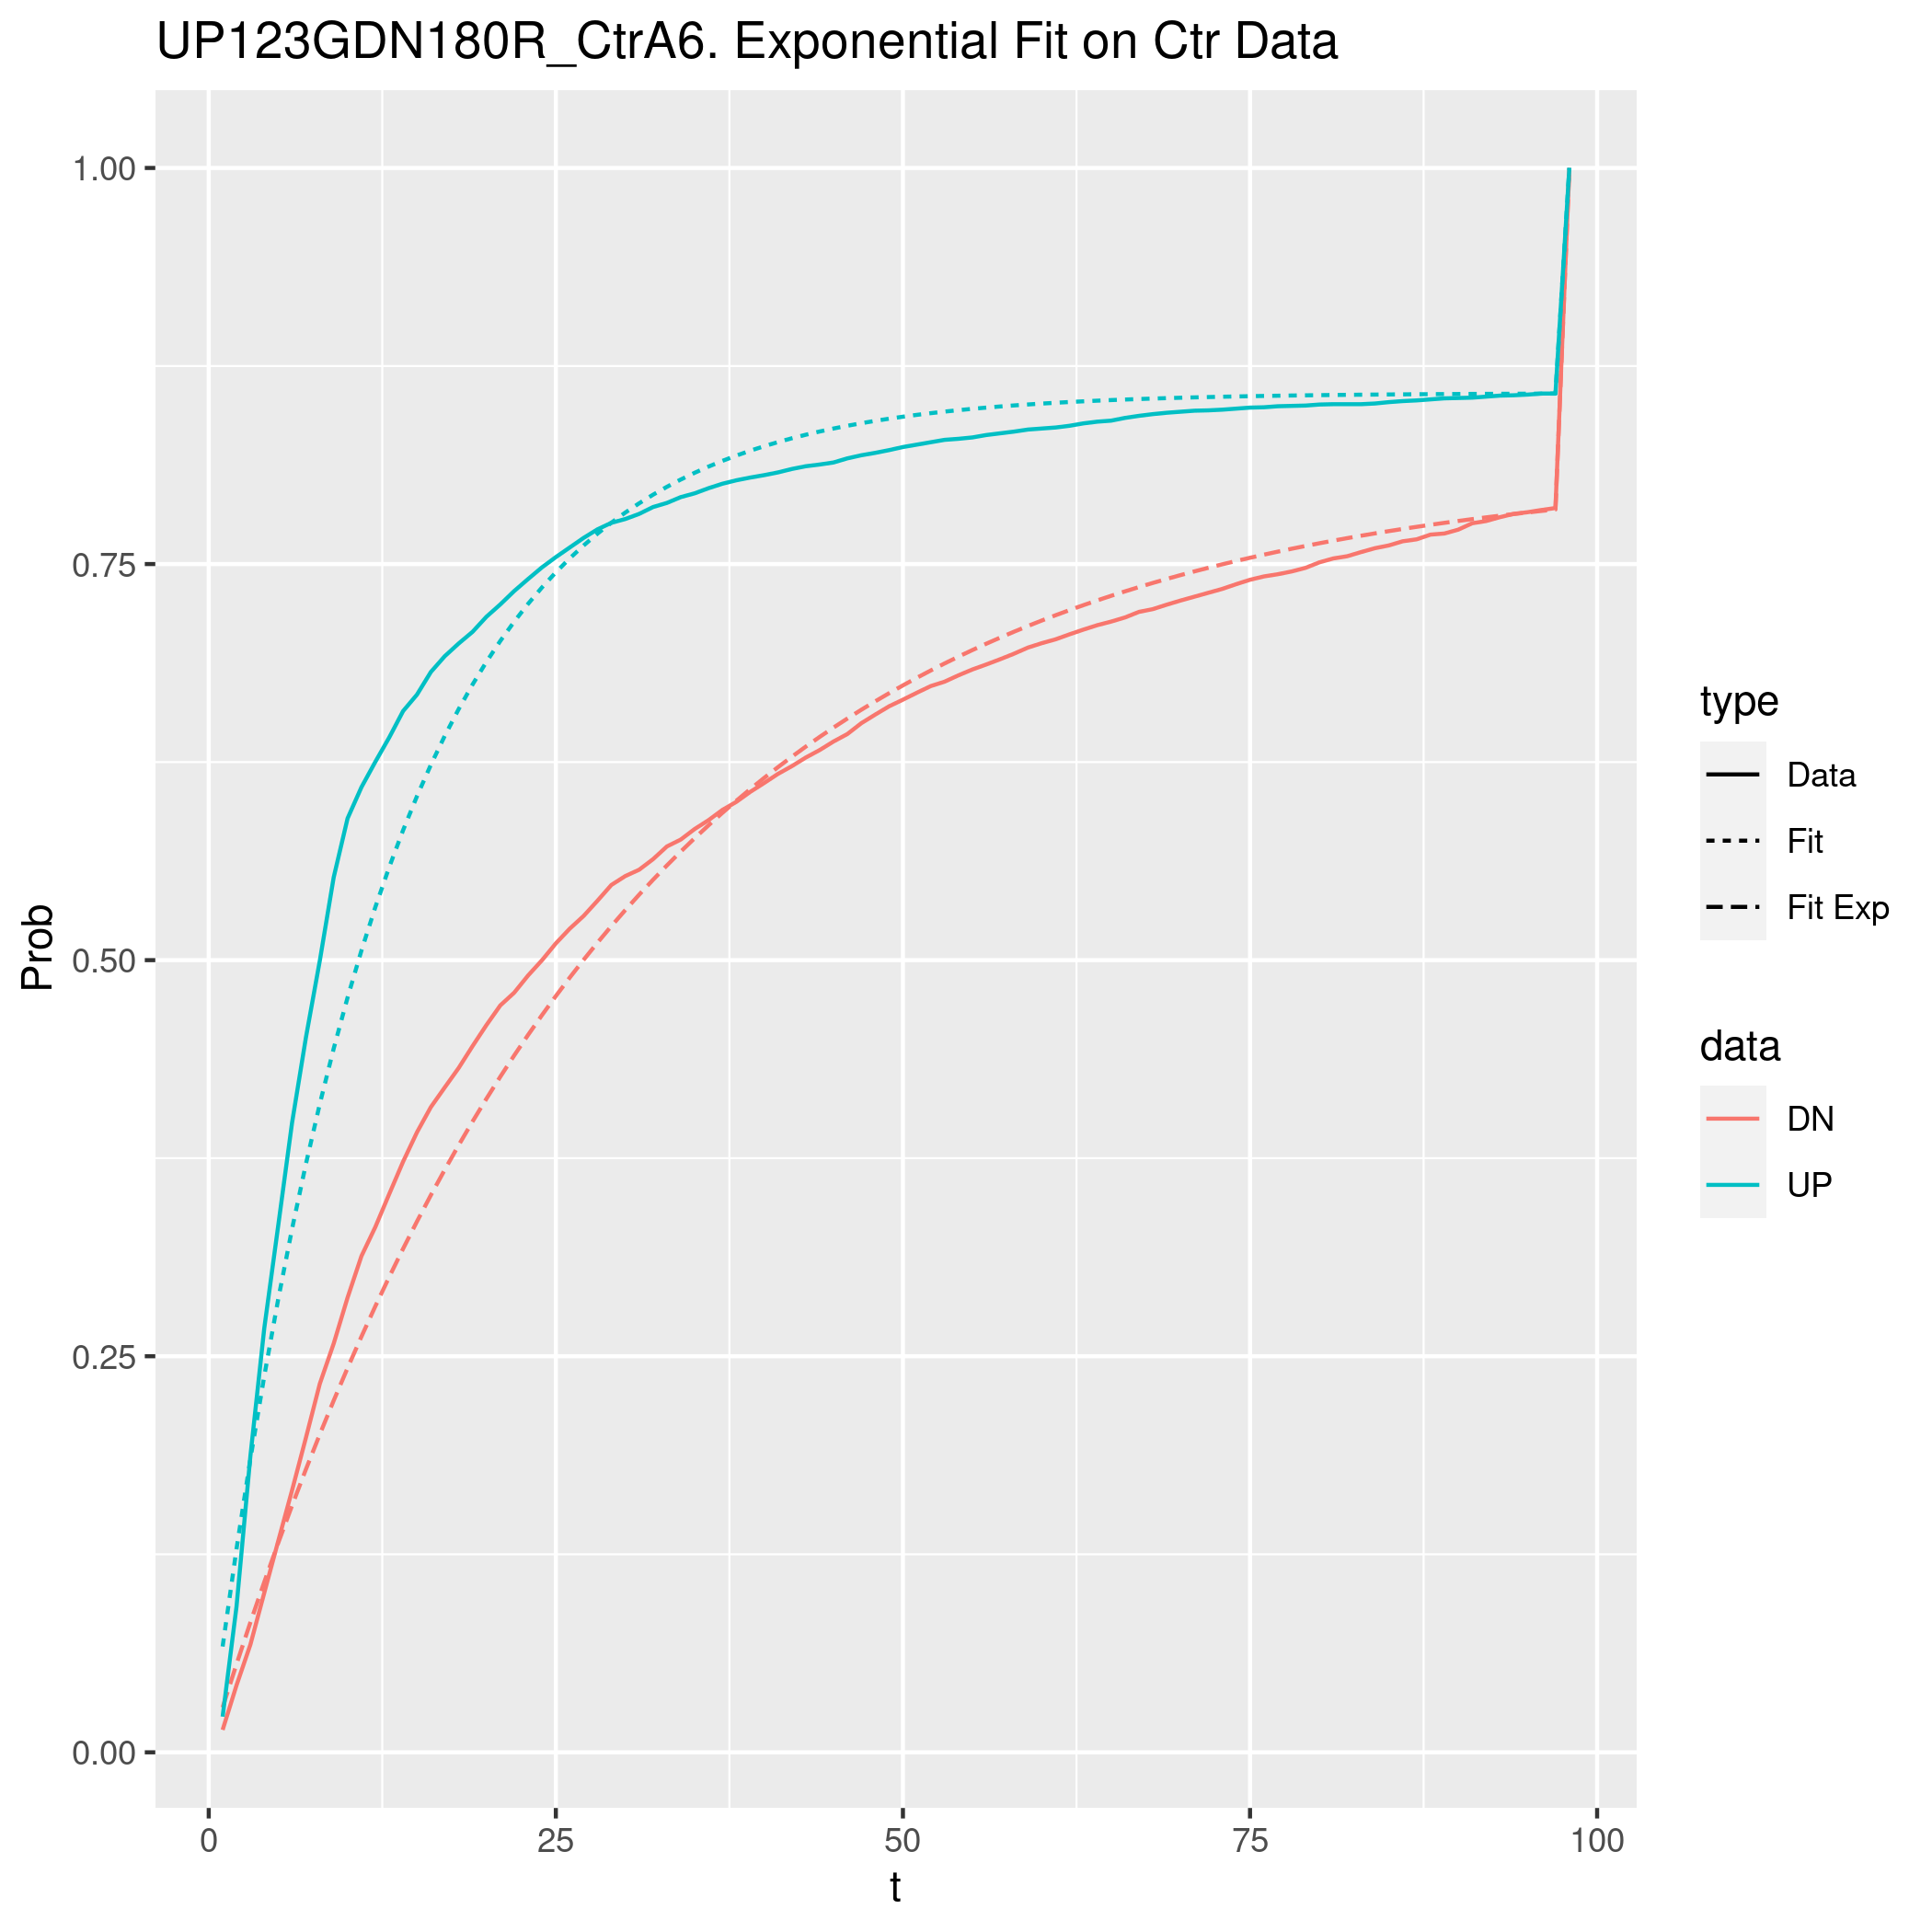 UP123GDN180R_CtrA6. Exponential Fit on Ctr Data
1.00
0.75
0.50
0.25
0.00
Prob
0 25 50 75 100
t
type
Data
Fit
Fit Exp
data
DN
UP